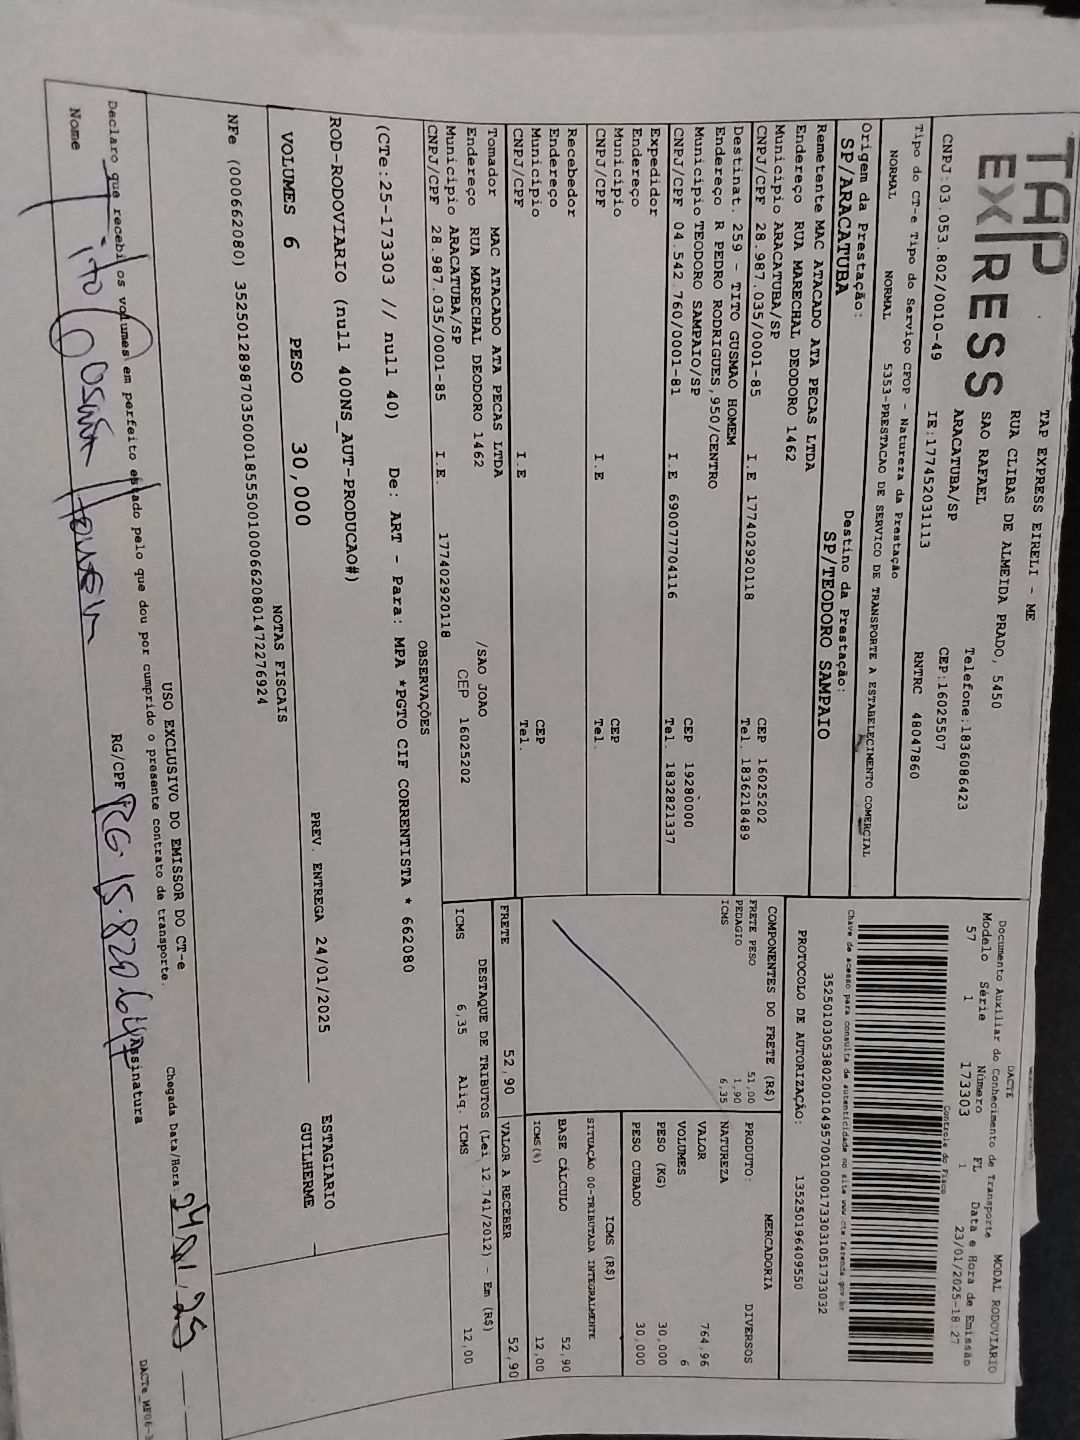 TAP
EXPRESS
TAP EXPRESS EIRELI - ME
RUA CLIBAS DE ALMEIDA PRADO, 5450
SAO RAFAEL
ARACATUBA/SP
Telefone:1836086423
CEP:16025507
CNPJ:03.053.802/0010-49 IE:177452031113 RNTRC 48047860
Tipo do CT-e Tipo do Serviço CFOP - Natureza da Prestação
NORMAL NORMAL 5353-PRESTACAO DE SERVICO DE TRANSPORTE A ESTABELECIMENTO COMERCIAL
Origem da Prestação: Destino da Prestação:
SP/ARACATUBA SP/TEODORO SAMPAIO
Remetente MAC ATACADO ATA PECAS LTDA
Endereço RUA MARECHAL DEODORO 1462
Municipio ARACATUBA/SP CEP 16025202
CNPJ/CPF 28.987.035/0001-85 I.E 177402920118 Tel. 1836218489
Destinat. 259 - TITO GUSMAO HOMEM
Endereço R PEDRO RODRIGUES,950/CENTRO
Municipio TEODORO SAMPAIO/SP CEP 19280000
CNPJ/CPF 04.542.760/0001-81 I.E 690077704116 Tel. 1832821337
Expedidor
Endereço
Municipio CEP
CNPJ/CPF I.E Tel.
Recebedor
Endereço
Municipio CEP
CNPJ/CPF I.E Tel.
Tomador MAC ATACADO ATA PECAS LTDA
Endereço RUA MARECHAL DEODORO 1462 /SAO JOAO
Municipio ARACATUBA/SP CEP 16025202
CNPJ/CPF 28.987.035/0001-85 I.E. 177402920118
DACTE MODAL RODOVIARIO
Documento Auxiliar do Conhecimento de Transporte
Modelo Série Número FL Data e Hora de Emissão
57 1 173303 1 23/01/2025-18:27
Controle do Fisco
Chave de acesso para consulta de autenticidade no site www.cte.fazenda.gov.br
35250103053802001049570010001733031051733032
PROTOCOLO DE AUTORIZAÇÃO: 135250196409550
COMPONENTES DO FRETE (R$)
FRETE PESO 51,00
PEDAGIO 1,90
ICMS 6,35
MERCADORIA
PRODUTO: DIVERSOS
NATUREZA
VALOR 764,96
VOLUMES 6
PESO (KG) 30,000
PESO CUBADO 30,000
ICMS (R$)
SITUAÇÃO 00-TRIBUTADA INTEGRALMENTE
BASE CÁLCULO 52,90
ICMS(%) 12,00
FRETE 52,90 VALOR A RECEBER 52,90
DESTAQUE DE TRIBUTOS (Lei 12.741/2012) - Em (R$)
ICMS 6,35 Aliq. ICMS 12,00
OBSERVAÇÕES
(CTe:25-173303 // null 40) De: ART - Para: MPA *PGTO CIF CORRENTISTA * 662080
ROD-RODOVIARIO (null 400NS_AUT-PRODUCAO#)
VOLUMES 6 PESO 30,000 PREV. ENTREGA 24/01/2025
ESTAGIARIO
GUILHERME
NOTAS FISCAIS
NFe (000662080) 35250128987035000185550010006620801472276924
USO EXCLUSIVO DO EMISSOR DO CT-e
Declaro que recebi os volumes em perfeito estado pelo que dou por cumprido o presente contrato de transporte.
Chegada Data/Hora 24/01/25
Nome Tito Gusmão Homem RG/CPF RG.15.820.647 Assinatura